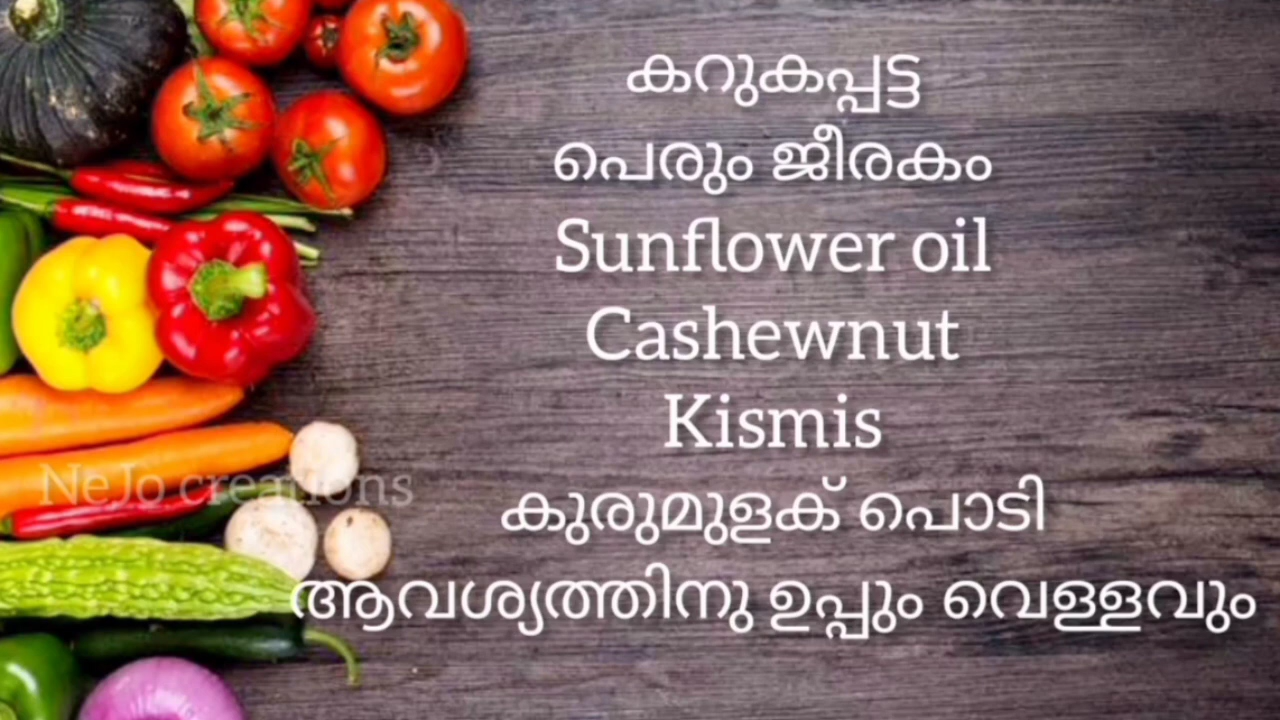 കറുകപ്പട്ട
പെരും ജീരകം
Sunflower oil
Cashewnut
Kismis
കുരുമുളക് പൊടി
NeJo creations
ആവശ്യത്തിനു ഉപ്പും വെള്ളവും